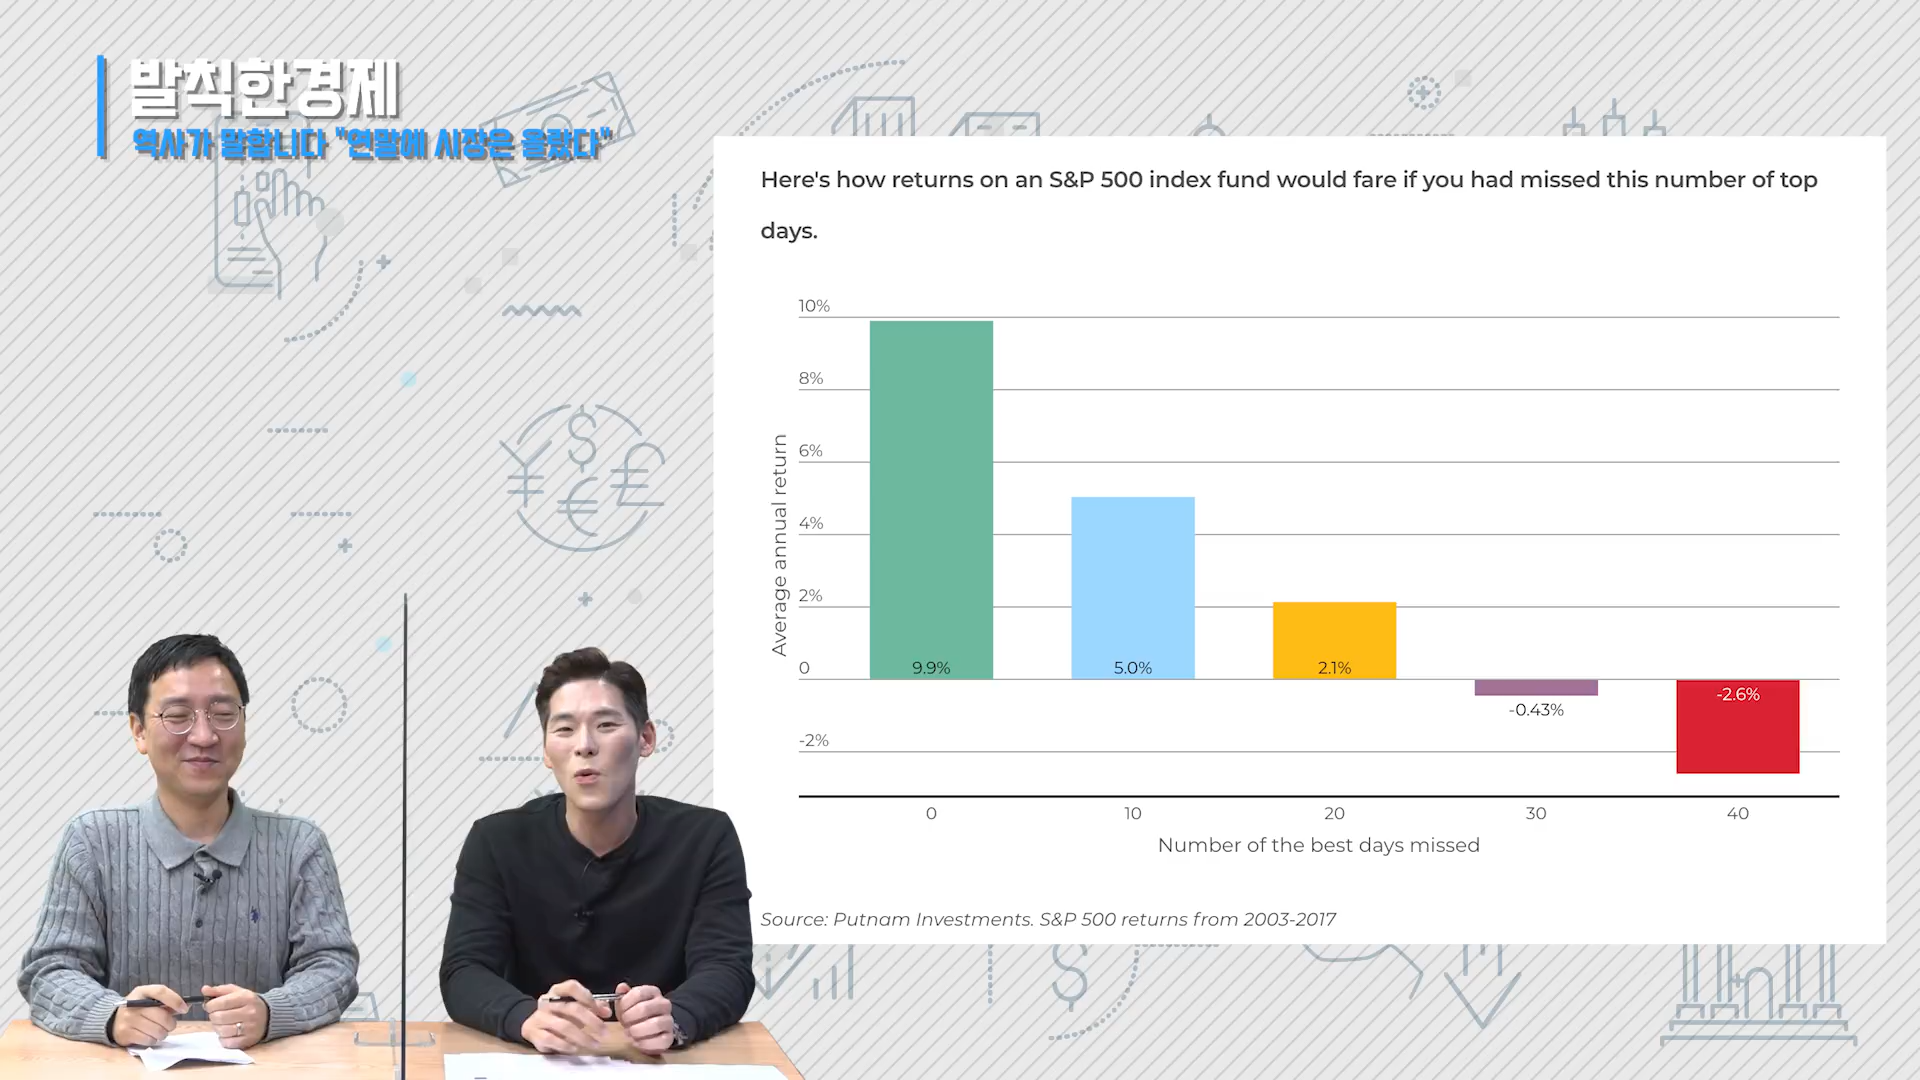 발칙한경제
역사가 말합니다 "연말에 시장은 올랐다"
Here's how returns on an S&P 500 index fund would fare if you had missed this number of top
days.
10%
8%
6%
4%
2%
0
-2%
Average annual return
9.9%
5.0%
2.1%
-0.43%
-2.6%
0
10
20
30
40
Number of the best days missed
Source: Putnam Investments. S&P 500 returns from 2003-2017